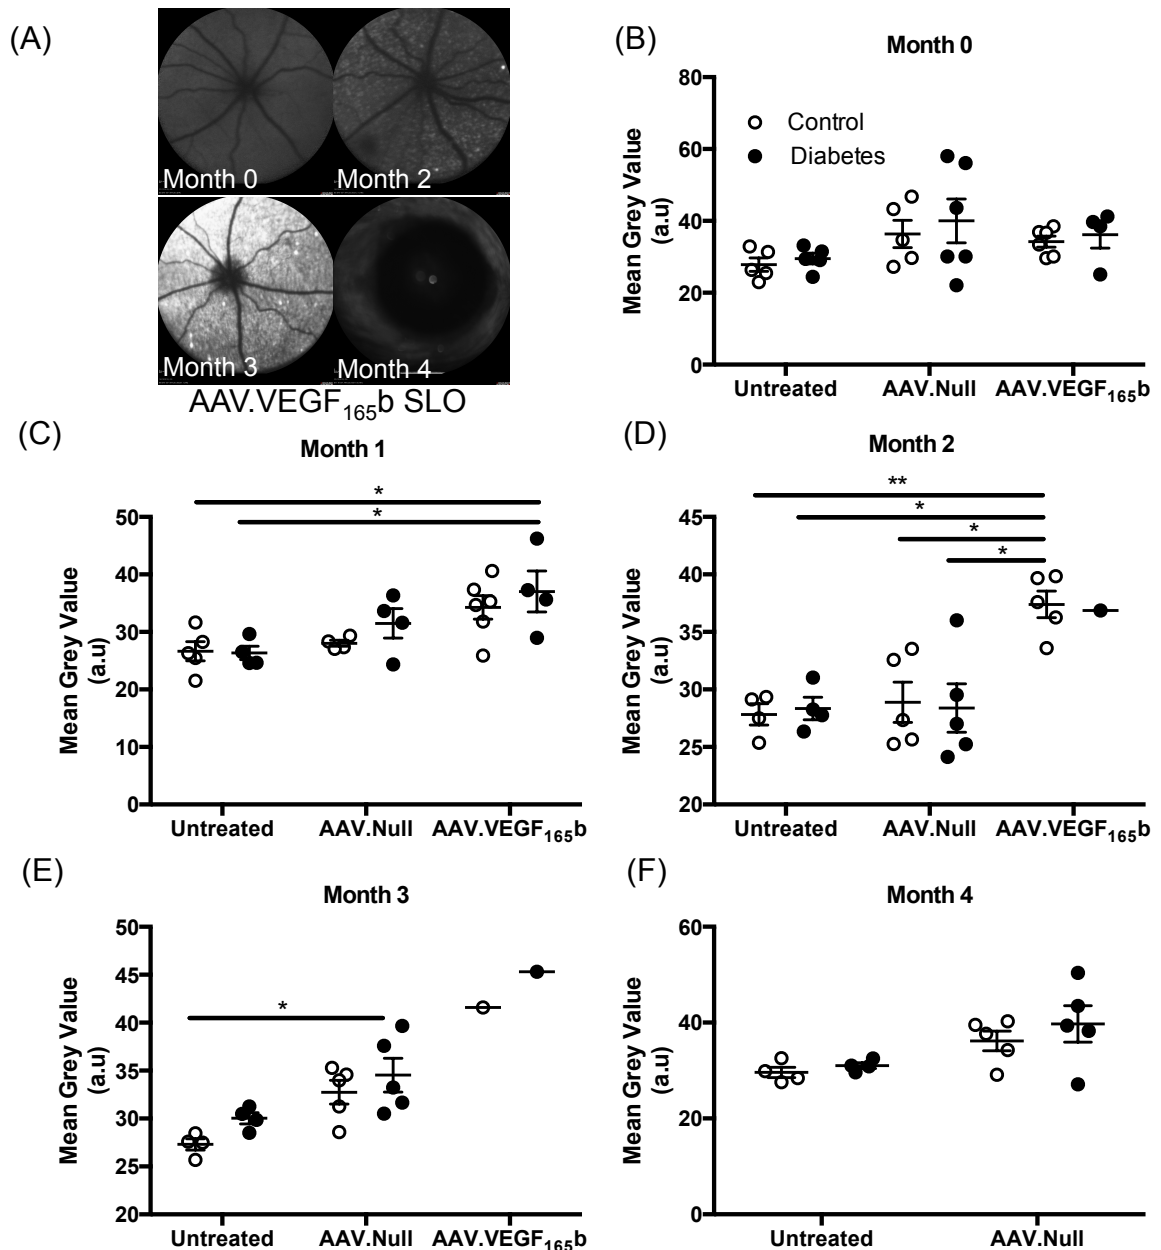 (A)
Month 0
Month 2
Month 3
Month 4
AAV.VEGF₁₆₅b SLO
(B)
Month 0
Mean Grey Value
(a.u)
80
60
40
20
0
Control
Diabetes
Untreated
AAV.Null
AAV.VEGF₁₆₅b
(C)
Month 1
Mean Grey Value
(a.u)
50
40
30
20
10
0
*
*
Untreated
AAV.Null
AAV.VEGF₁₆₅b
(D)
Month 2
Mean Grey Value
(a.u)
45
40
35
30
25
20
**
*
*
*
Untreated
AAV.Null
AAV.VEGF₁₆₅b
(E)
Month 3
Mean Grey Value
(a.u)
50
45
40
35
30
25
20
*
Untreated
AAV.Null
AAV.VEGF₁₆₅b
(F)
Month 4
Mean Grey Value
(a.u)
60
40
20
0
Untreated
AAV.Null